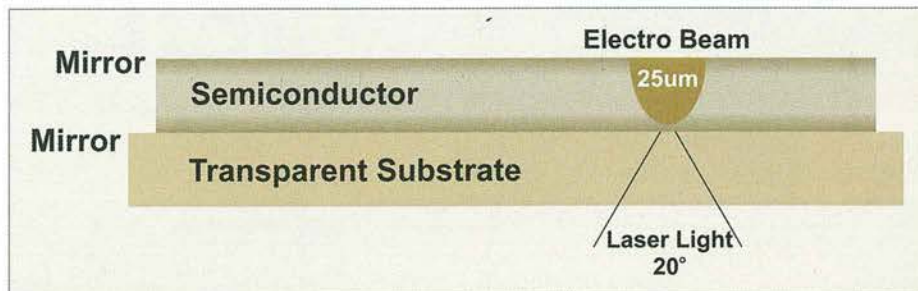 Electro Beam
Mirror
25um
Semiconductor
Mirror
Transparent Substrate
Laser Light
20°